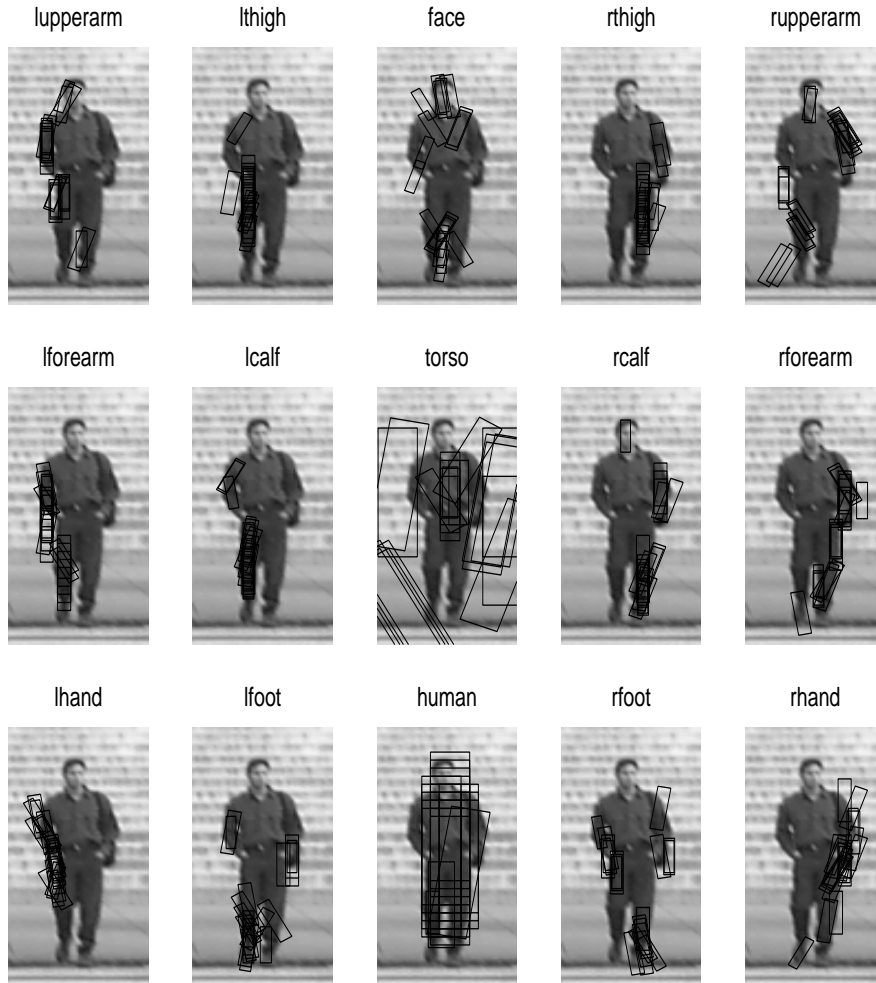 lupperarm lthigh face rthigh rupperarm
lforearm lcalf torso rcalf rforearm
lhand lfoot human rfoot rhand